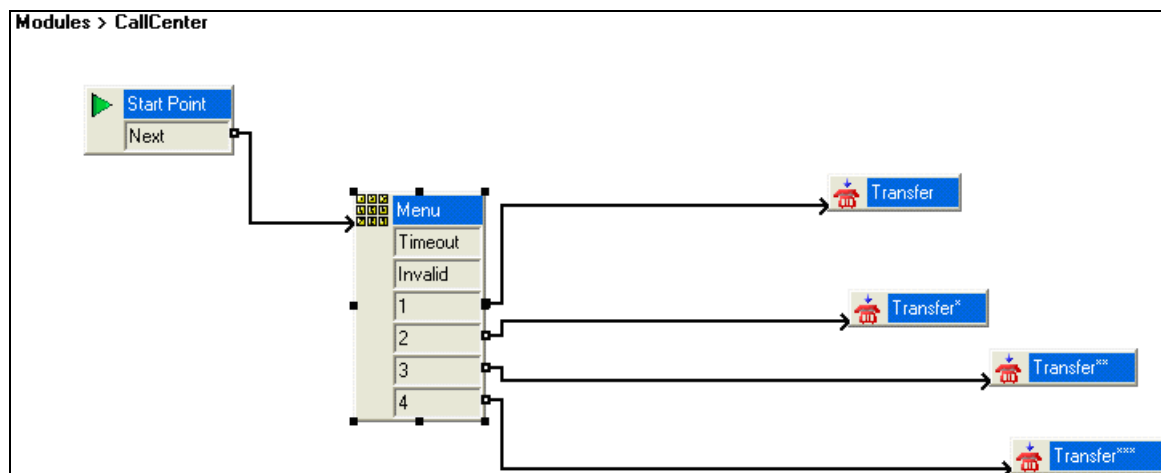 Modules > CallCenter
Start Point
Next
Menu
Timeout
Invalid
1
2
3
4
Transfer
Transfer*
Transfer**
Transfer***